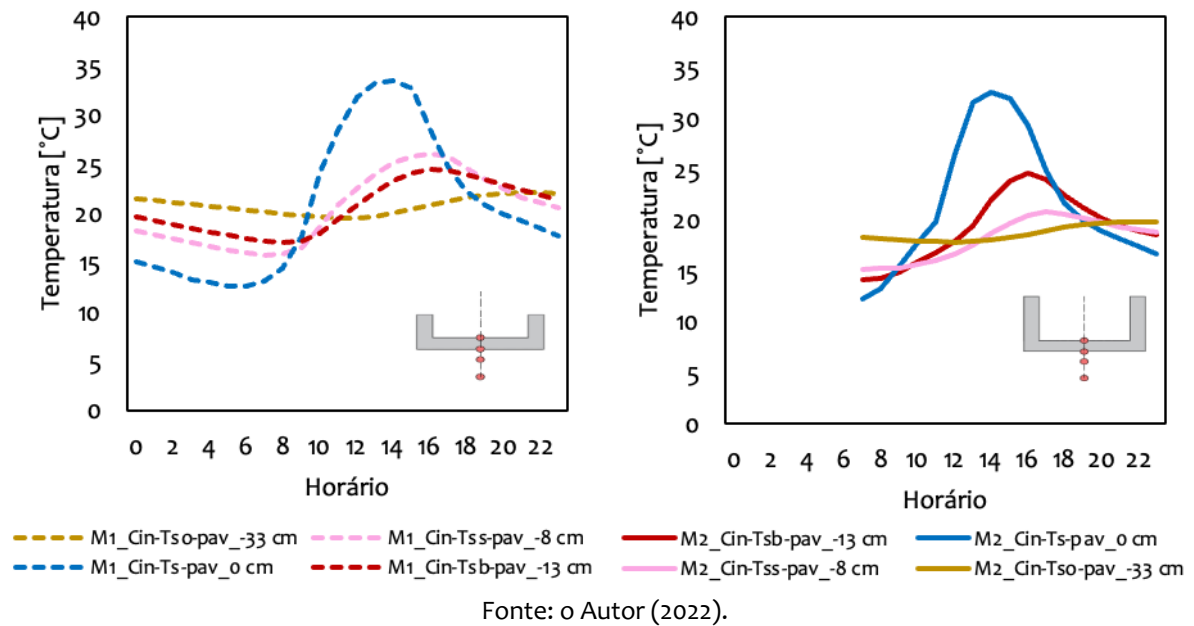 40
35
30
25
20
15
10
5
0
Temperatura [˚C]
0 2 4 6 8 10 12 14 16 18 20 22
Horário
40
35
30
25
20
15
10
5
0
Temperatura [˚C]
0 2 4 6 8 10 12 14 16 18 20 22
Horário
M1_Cin-Tso-pav_-33 cm M1_Cin-Tss-pav_-8 cm M2_Cin-Tsb-pav_-13 cm M2_Cin-Ts-pav_0 cm
M1_Cin-Ts-pav_0 cm M1_Cin-Tsb-pav_-13 cm M2_Cin-Tss-pav_-8 cm M2_Cin-Tso-pav_-33 cm
Fonte: o Autor (2022).